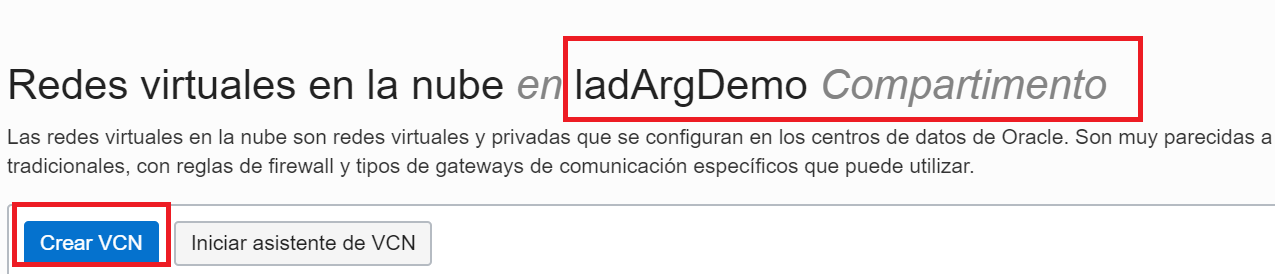 Redes virtuales en la nube en ladArgDemo Compartimento
Las redes virtuales en la nube son redes virtuales y privadas que se configuran en los centros de datos de Oracle. Son muy parecidas a
tradicionales, con reglas de firewall y tipos de gateways de comunicación específicos que puede utilizar.
Crear VCN Iniciar asistente de VCN